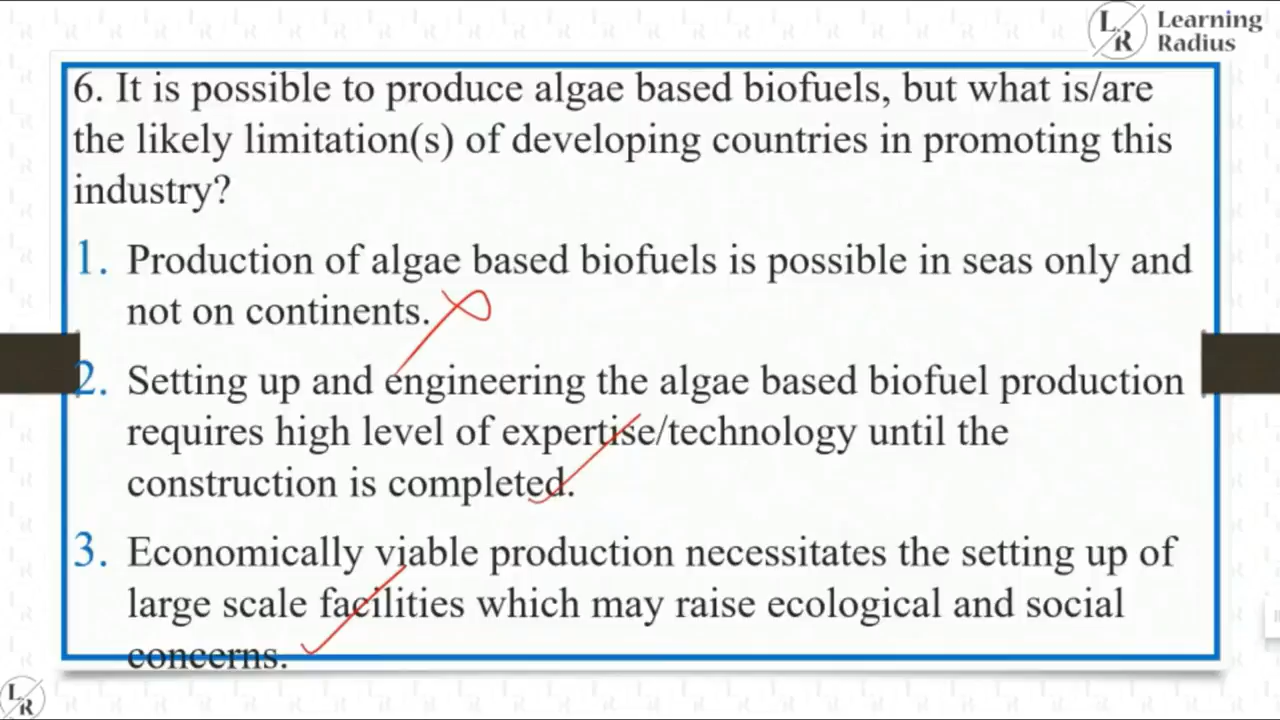 Learning
Radius
6. It is possible to produce algae based biofuels, but what is/are
the likely limitation(s) of developing countries in promoting this
industry?
1. Production of algae based biofuels is possible in seas only and
not on continents.
2. Setting up and engineering the algae based biofuel production
requires high level of expertise/technology until the
construction is completed.
3. Economically viable production necessitates the setting up of
large scale facilities which may raise ecological and social
concerns.
LR